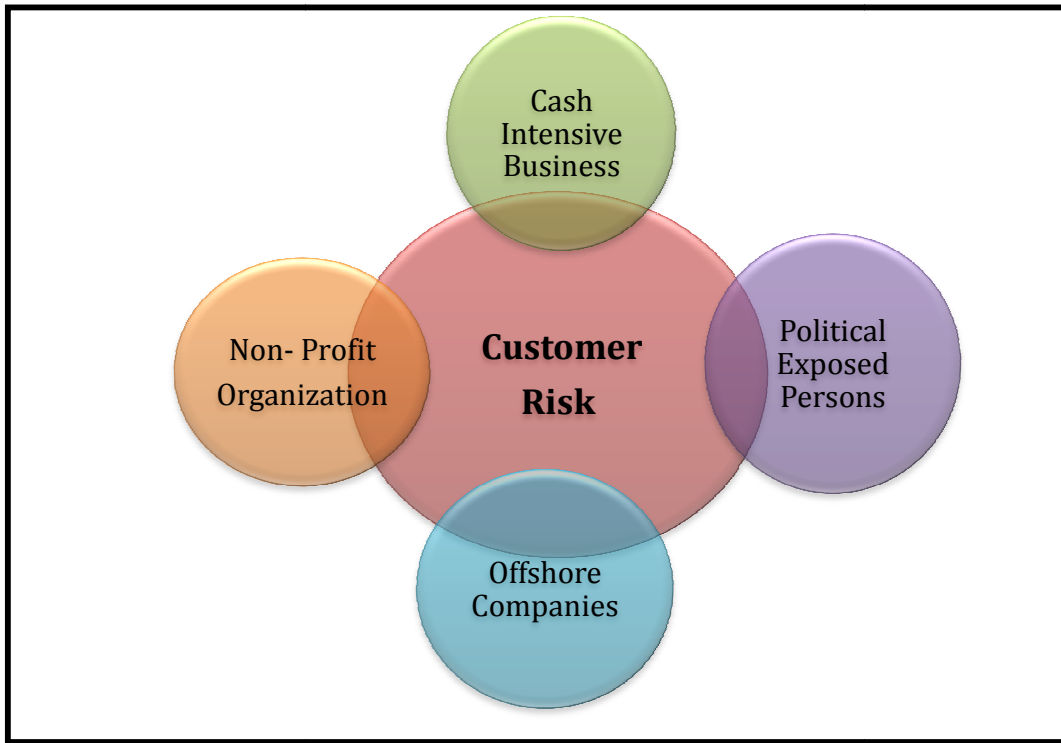 Cash
Intensive
Business
Non- Profit
Organization
Customer
Risk
Political
Exposed
Persons
Offshore
Companies